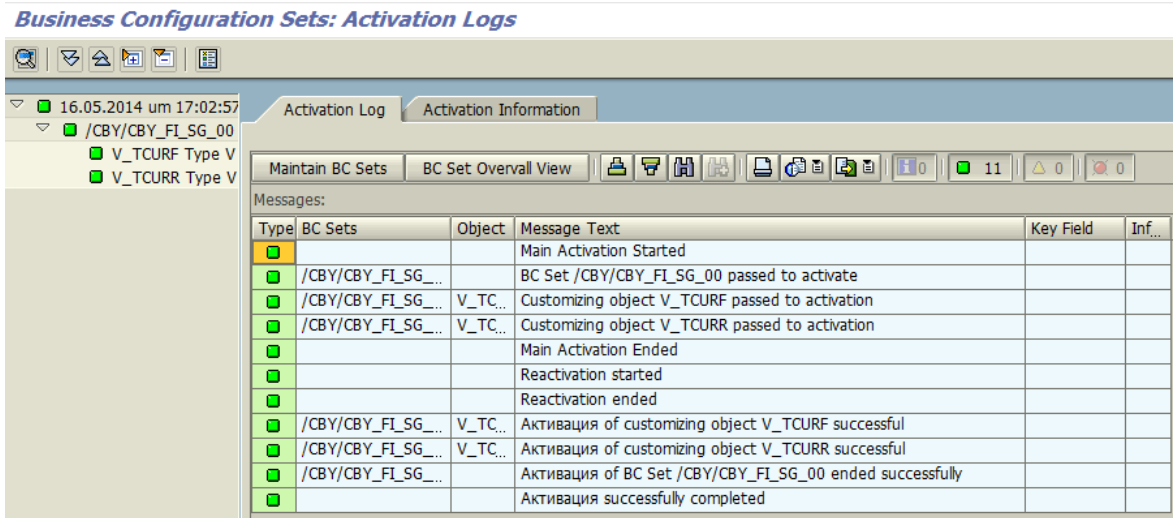 Business Configuration Sets: Activation Logs
16.05.2014 um 17:02:57
/CBY/CBY_FI_SG_00
V_TCURF Type V
V_TCURR Type V
Activation Log Activation Information
Maintain BC Sets BC Set Overvall View 0 11 0 0
Messages:
Type BC Sets Object Message Text Key Field Inf...
Main Activation Started
/CBY/CBY_FI_SG_... BC Set /CBY/CBY_FI_SG_00 passed to activate
/CBY/CBY_FI_SG_... V_TC... Customizing object V_TCURF passed to activation
/CBY/CBY_FI_SG_... V_TC... Customizing object V_TCURR passed to activation
Main Activation Ended
Reactivation started
Reactivation ended
/CBY/CBY_FI_SG_... V_TC... Активация of customizing object V_TCURF successful
/CBY/CBY_FI_SG_... V_TC... Активация of customizing object V_TCURR successful
/CBY/CBY_FI_SG_... Активация of BC Set /CBY/CBY_FI_SG_00 ended successfully
Активация successfully completed